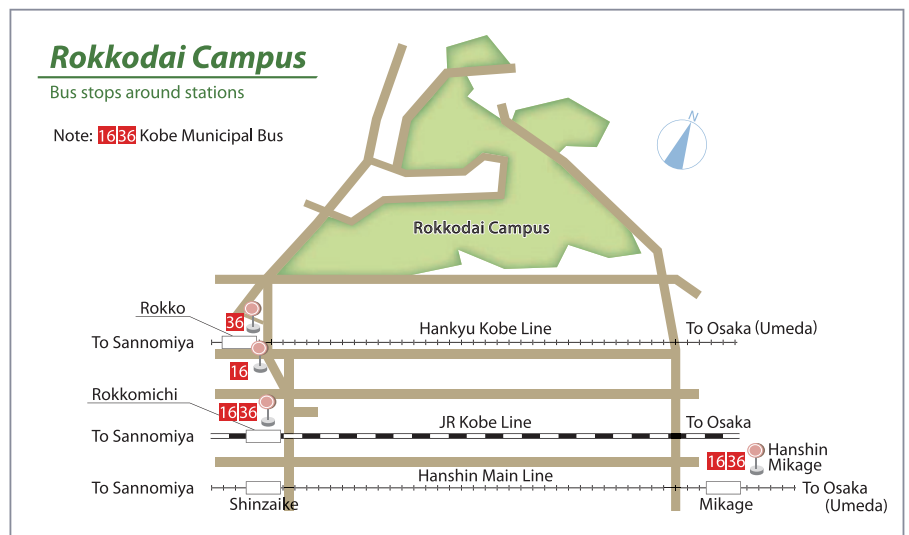 Rokkodai Campus
Bus stops around stations
Note: 16 36 Kobe Municipal Bus
N
Rokkodai Campus
Rokko
36
Hankyu Kobe Line
To Osaka (Umeda)
To Sannomiya
16
Rokkomichi
16 36
JR Kobe Line
To Osaka
To Sannomiya
16 36
Hanshin
Mikage
Hanshin Main Line
To Sannomiya
To Osaka
(Umeda)
Shinzaike
Mikage